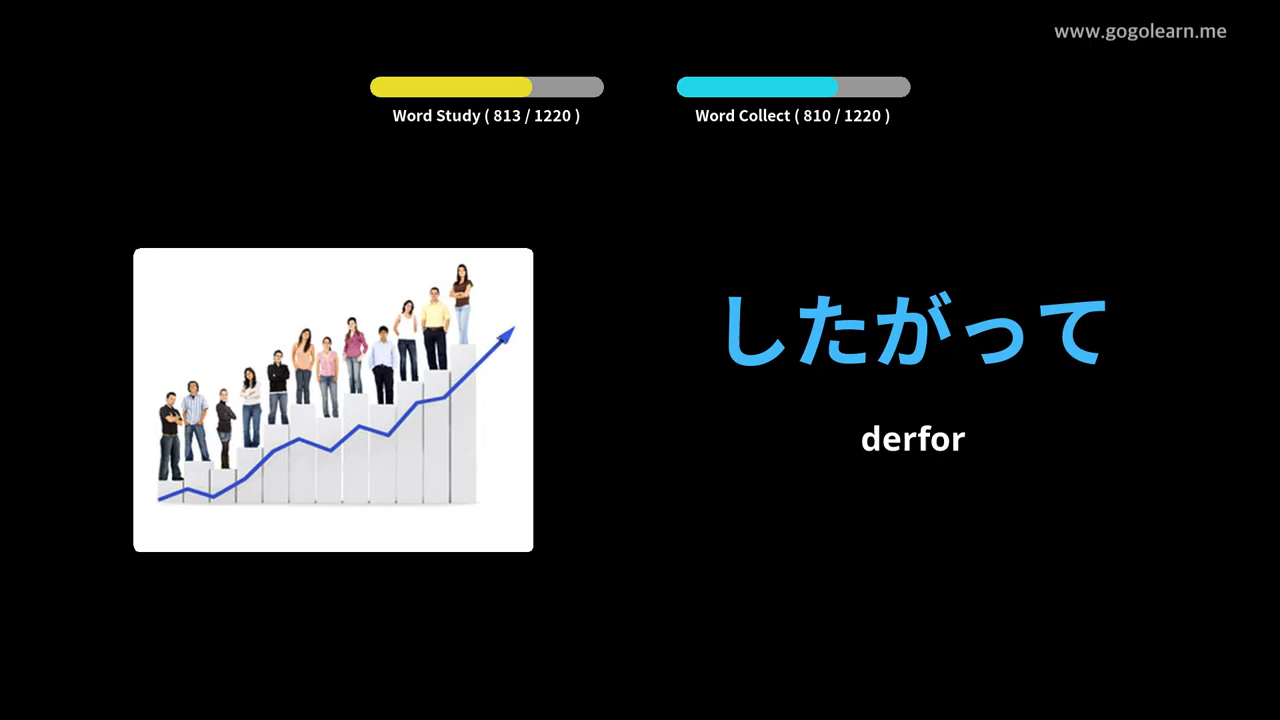 www.gogolearn.me
Word Study ( 813 / 1220 )
Word Collect ( 810 / 1220 )
したがって
derfor